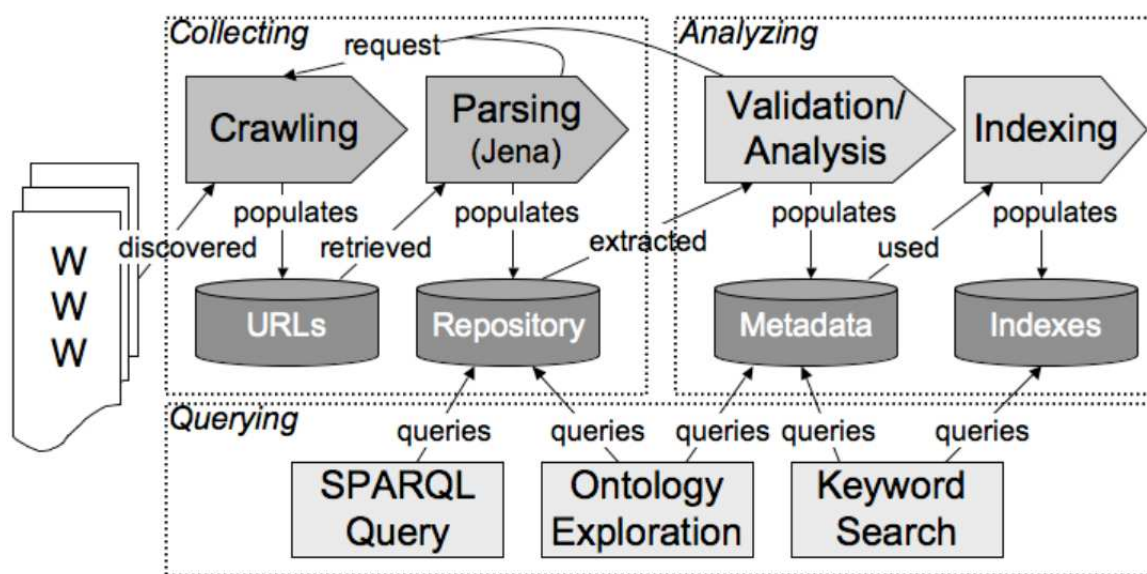 Collecting
Analyzing
request
Crawling
Parsing
(Jena)
Validation/
Analysis
Indexing
populates
populates
populates
populates
discovered
retrieved
extracted
used
W
W
W
URLs
Repository
Metadata
Indexes
Querying
queries
queries
queries
queries
queries
SPARQL
Query
Ontology
Exploration
Keyword
Search